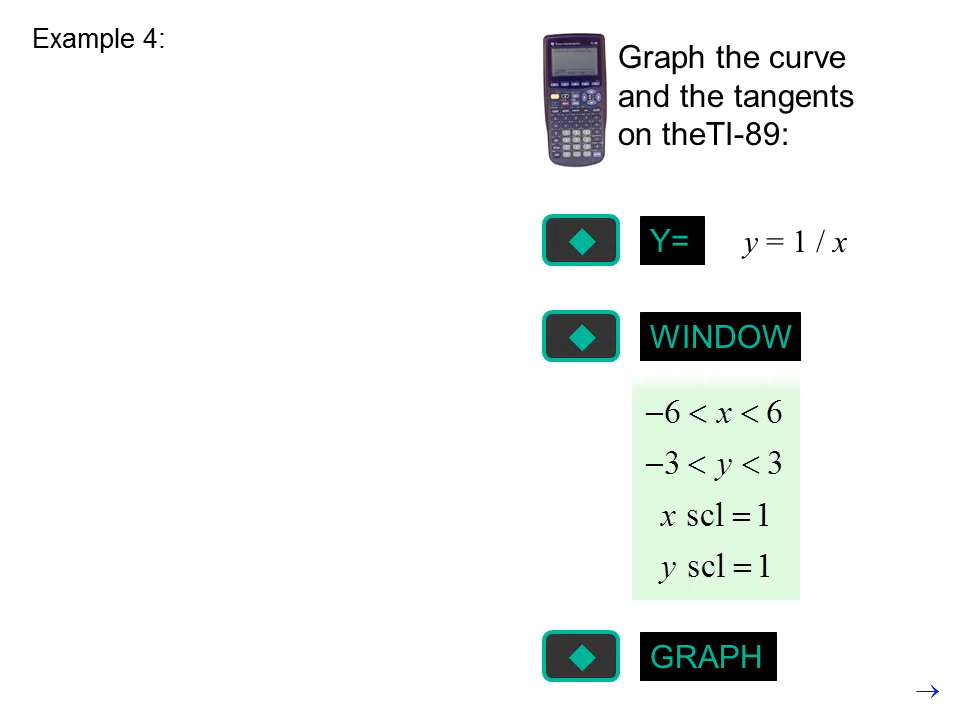 Example 4:
Graph the curve
and the tangents
on theTI-89:
Y= y = 1 / x
WINDOW
−6 < x < 6
−3 < y < 3
x scl = 1
y scl = 1
GRAPH
→